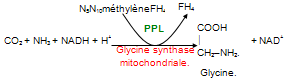 N₅N₁₀méthylèneFH₄ FH₄
PPL
COOH
CO₂ + NH₃ + NADH + H⁺ + NAD⁺
Glycine synthase
CH₂–NH₂.
mitochondriale.
Glycine.